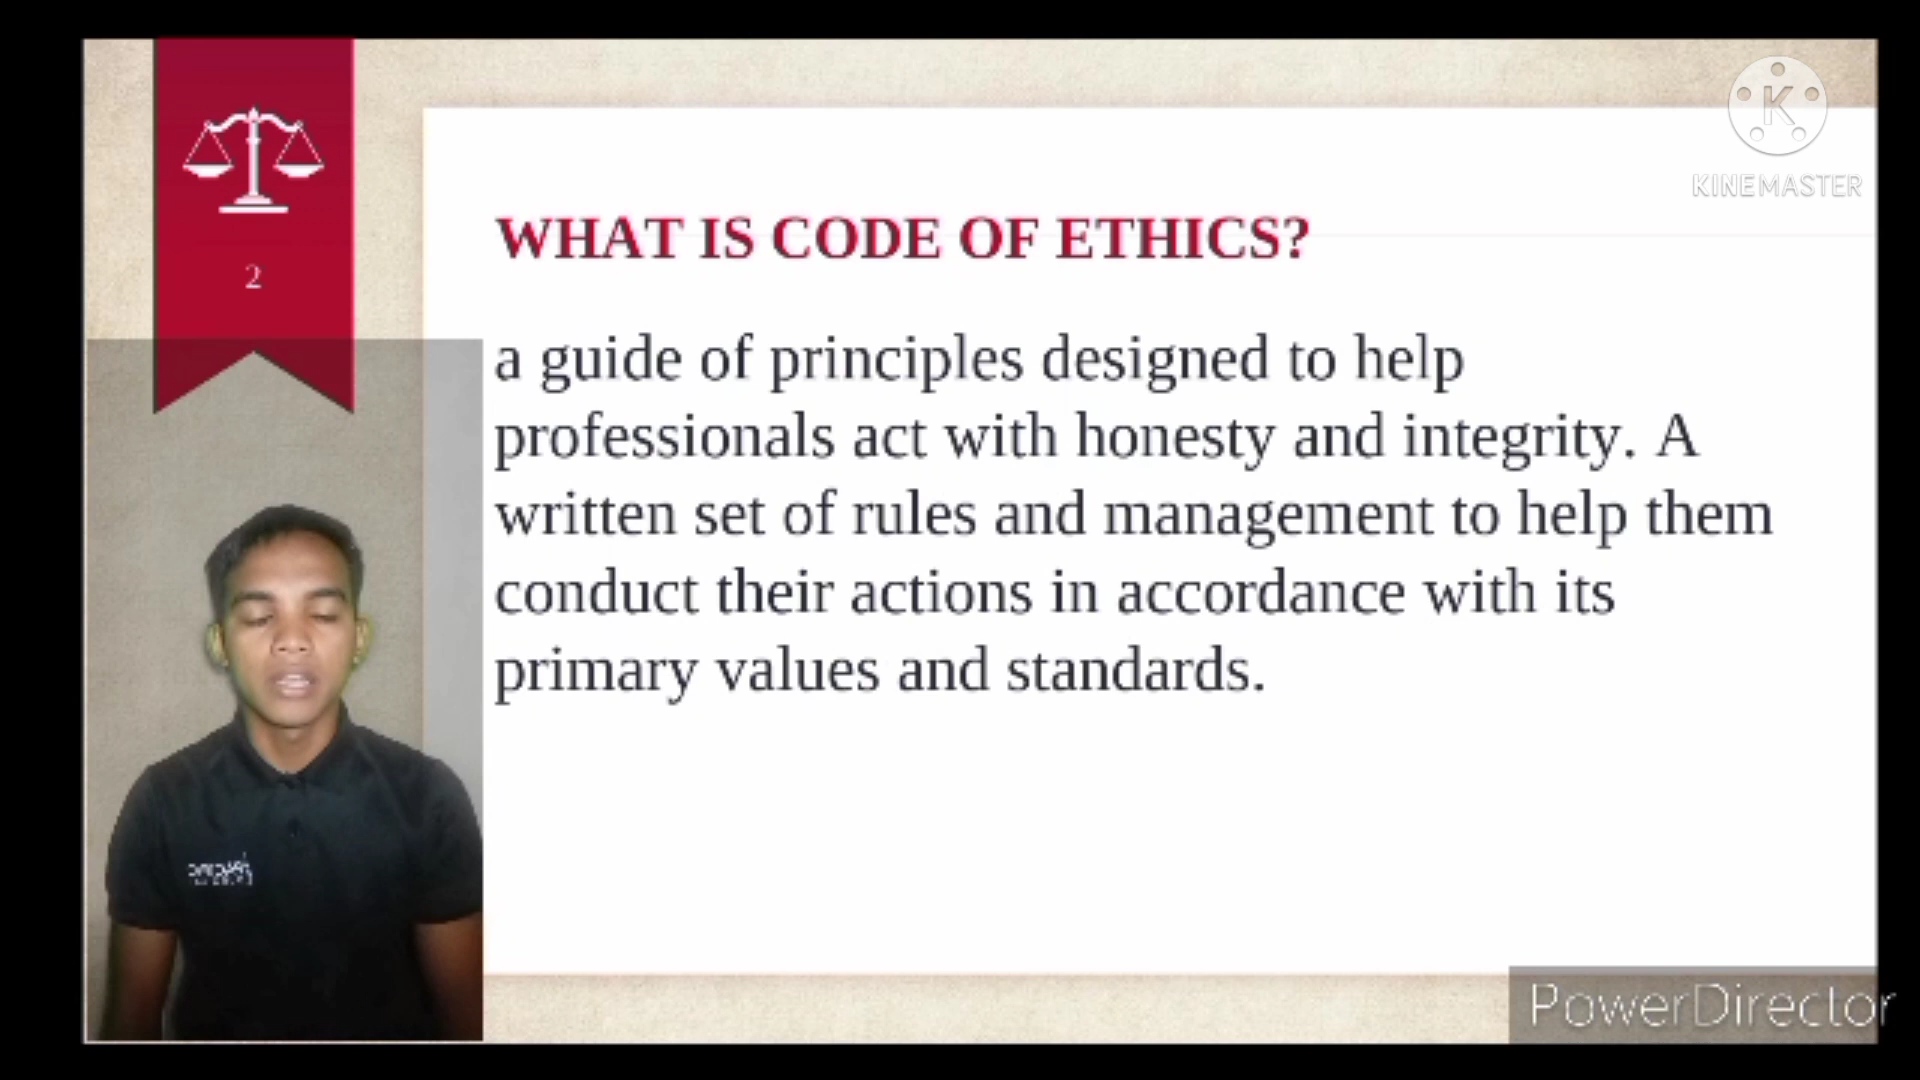 2
KINEMASTER
WHAT IS CODE OF ETHICS?
a guide of principles designed to help
professionals act with honesty and integrity. A
written set of rules and management to help them
conduct their actions in accordance with its
primary values and standards.
PowerDirector